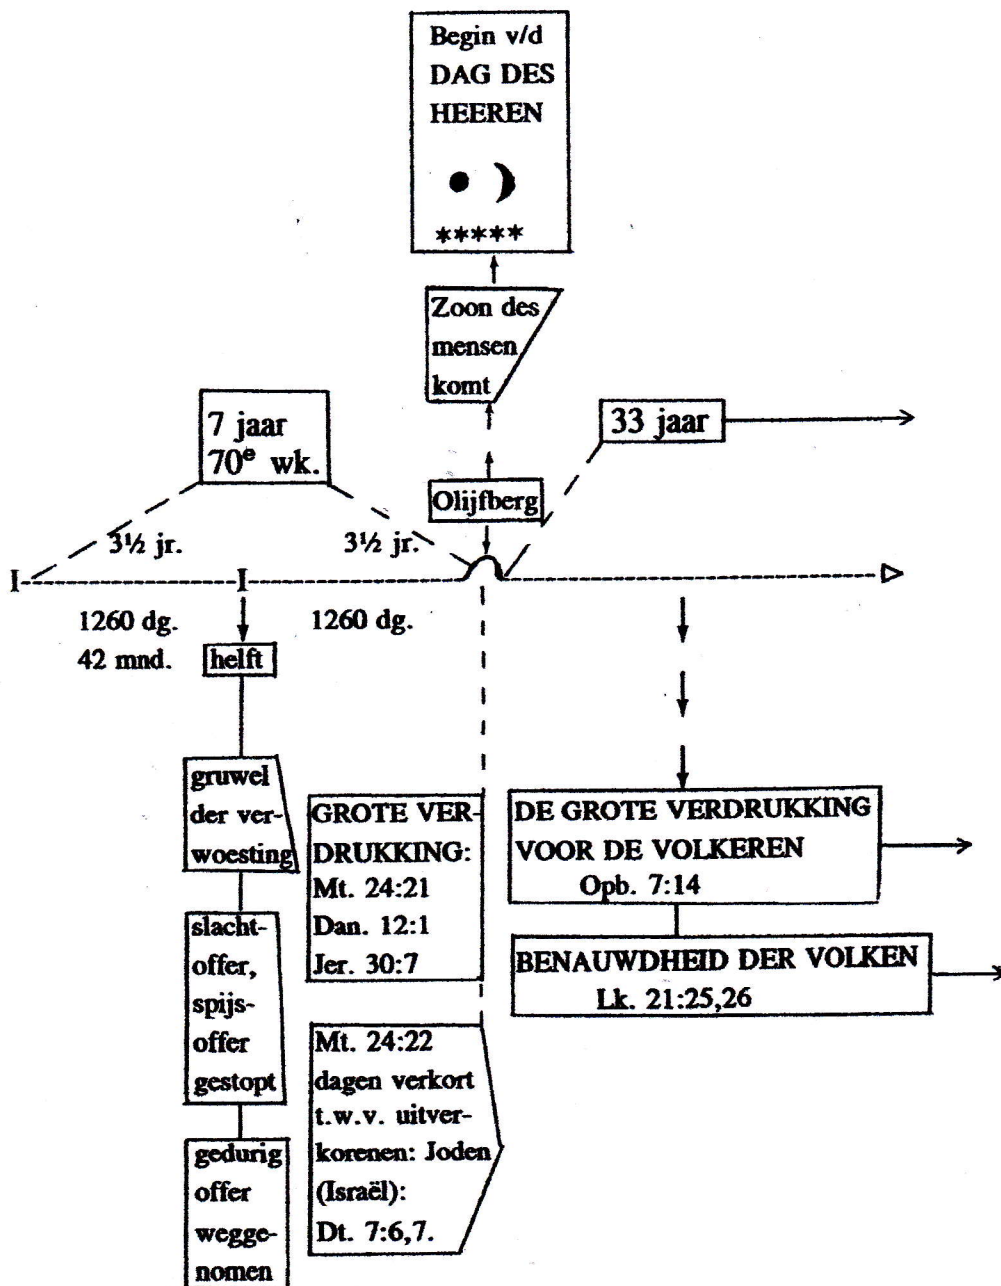 Begin v/d
DAG DES
HEEREN
*****
Zoon des
mensen
komt
7 jaar
70e wk.
33 jaar
Olijfberg
3½ jr.
3½ jr.
I
I
1260 dg.
42 mnd.
1260 dg.
helft
gruwel
der ver-
woesting
slacht-
offer,
spijs-
offer
gestopt
gedurig
offer
wegge-
nomen
GROTE VER-
DRUKKING:
Mt. 24:21
Dan. 12:1
Jer. 30:7
Mt. 24:22
dagen verkort
t.w.v. uitver-
korenen: Joden
(Israël):
Dt. 7:6,7.
DE GROTE VERDRUKKING
VOOR DE VOLKEREN
Opb. 7:14
BENAUWDHEID DER VOLKEN
Lk. 21:25,26